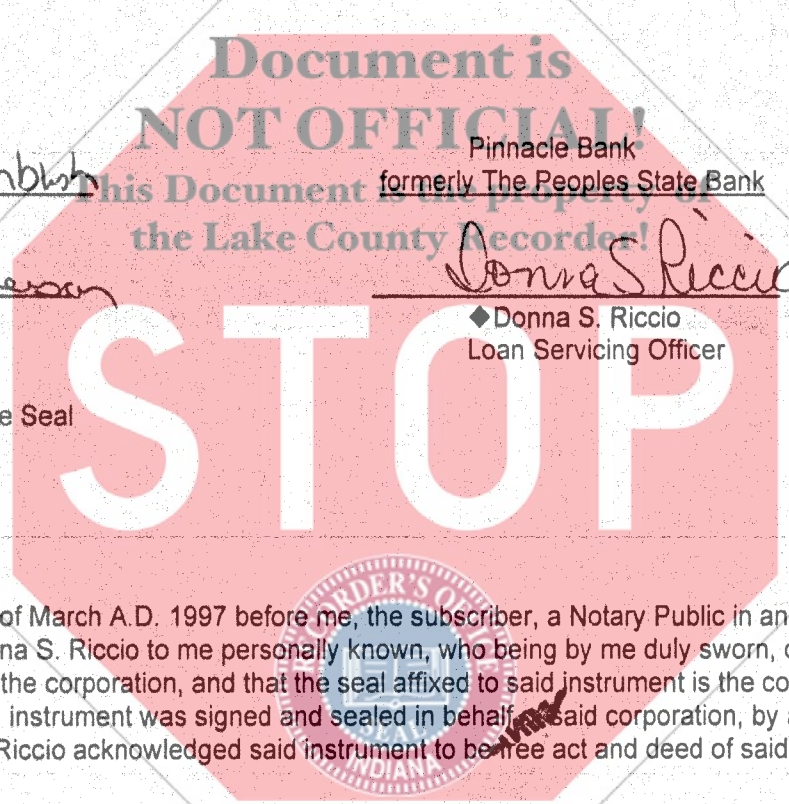 Document is
NOT OFFICIAL!
Pinnacle Bank
This Document is the property of
formerly The Peoples State Bank
the Lake County Recorder!
Donna S Riccio
◆Donna S. Riccio
Loan Servicing Officer
STOP
e Seal
RECORDER'S OFFICE
of March A.D. 1997 before me, the subscriber, a Notary Public in an
na S. Riccio to me personally known, who being by me duly sworn,
the corporation, and that the seal affixed to said instrument is the co
instrument was signed and sealed in behalf said corporation, by a
Riccio acknowledged said instrument to be free act and deed of said
SEAL
INDIANA